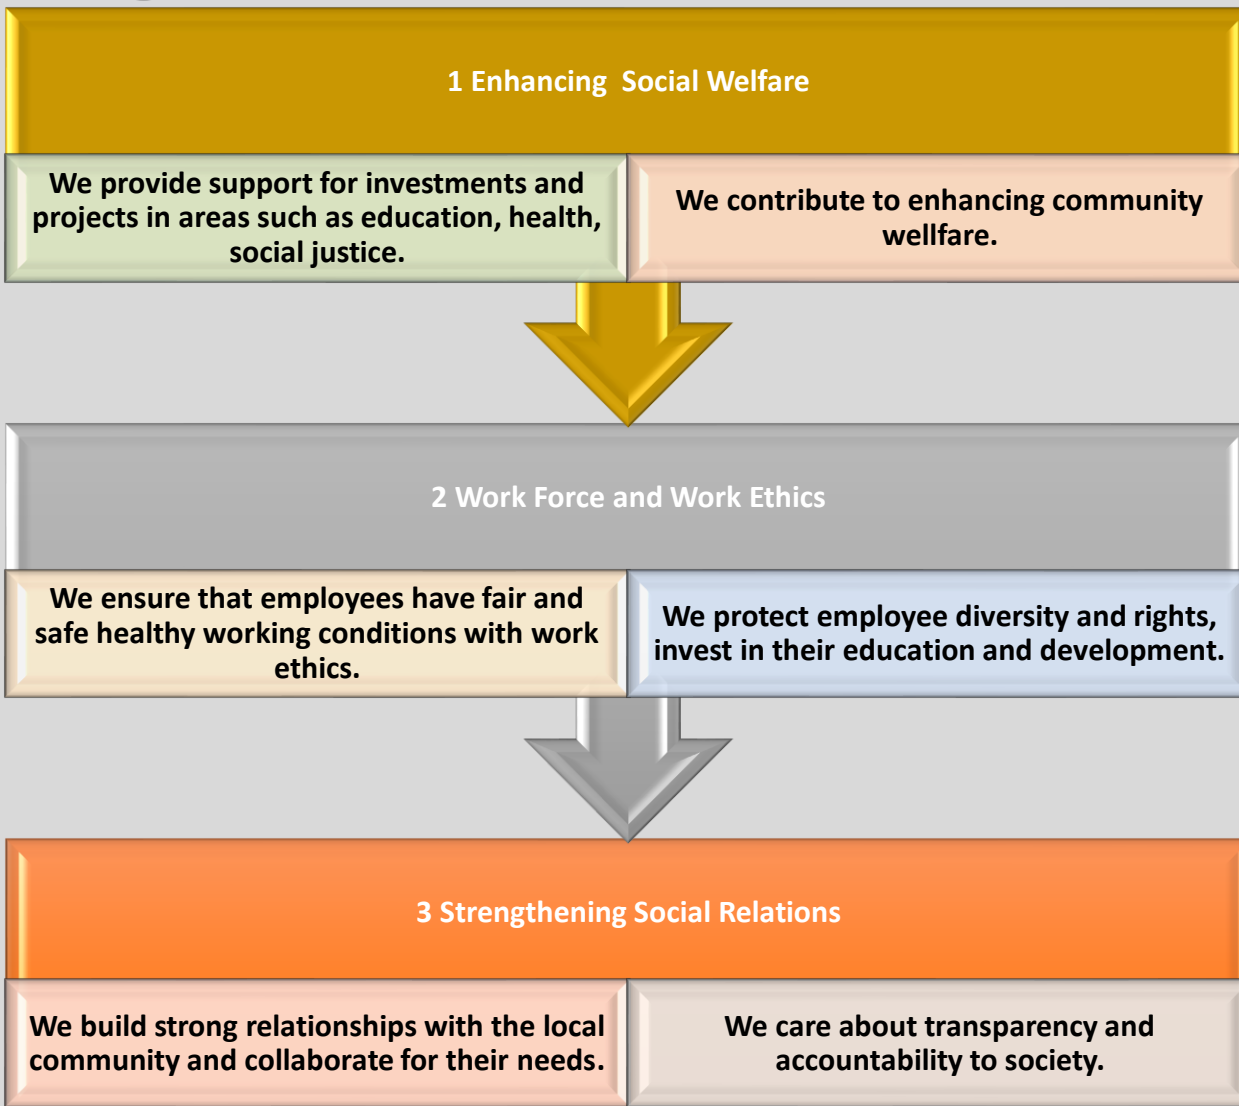 1 Enhancing  Social Welfare
We provide support for investments and
projects in areas such as education, health,
social justice.
We contribute to enhancing community
wellfare.
2 Work Force and Work Ethics
We ensure that employees have fair and
safe healthy working conditions with work
ethics.
We protect employee diversity and rights,
invest in their education and development.
3 Strengthening Social Relations
We build strong relationships with the local
community and collaborate for their needs.
We care about transparency and
accountability to society.